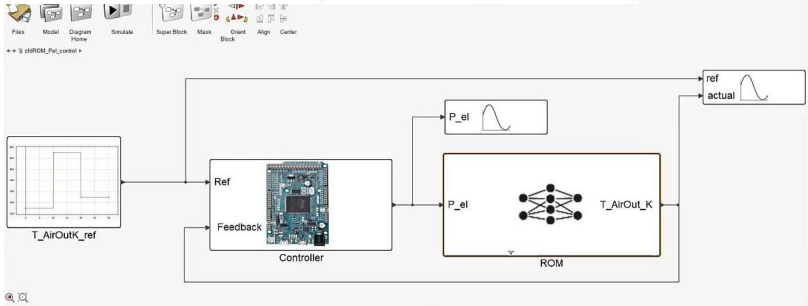 Files Model Diagram Simulate Super Block Mask Orient Align Center
Home Block
cfdROM_Pel_control
ref
actual
P_el
Ref
Feedback
P_el
T_AirOut_K
T_AirOutK_ref
Controller
ROM